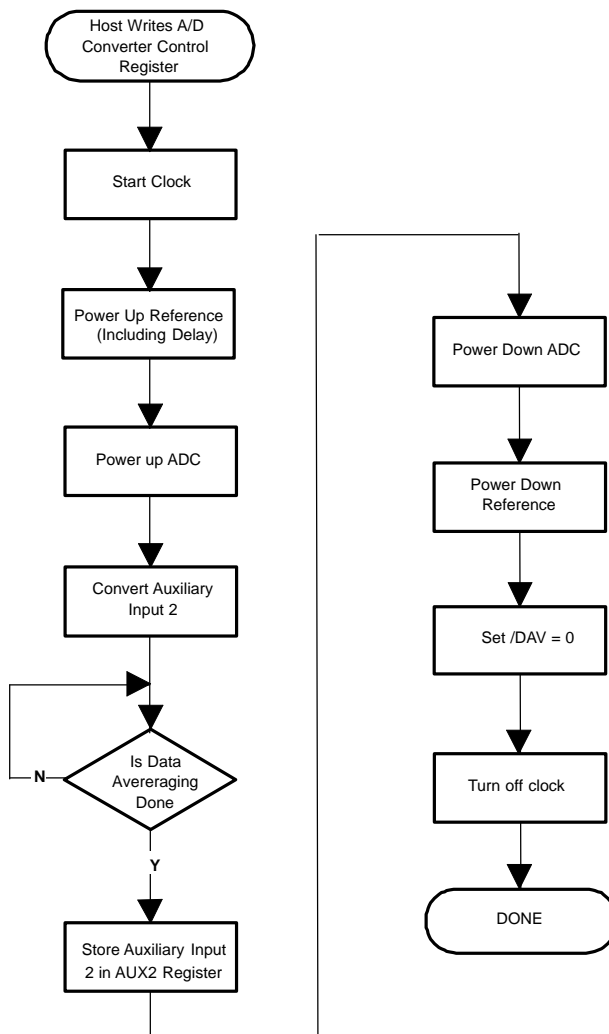 Host Writes A/D
Converter Control
Register
Start Clock
Power Up Reference
(Including Delay)
Power up ADC
Convert Auxiliary
Input 2
Is Data
Avereraging
Done
N
Y
Store Auxiliary Input
2 in AUX2 Register
Power Down ADC
Power Down
Reference
Set /DAV = 0
Turn off clock
DONE